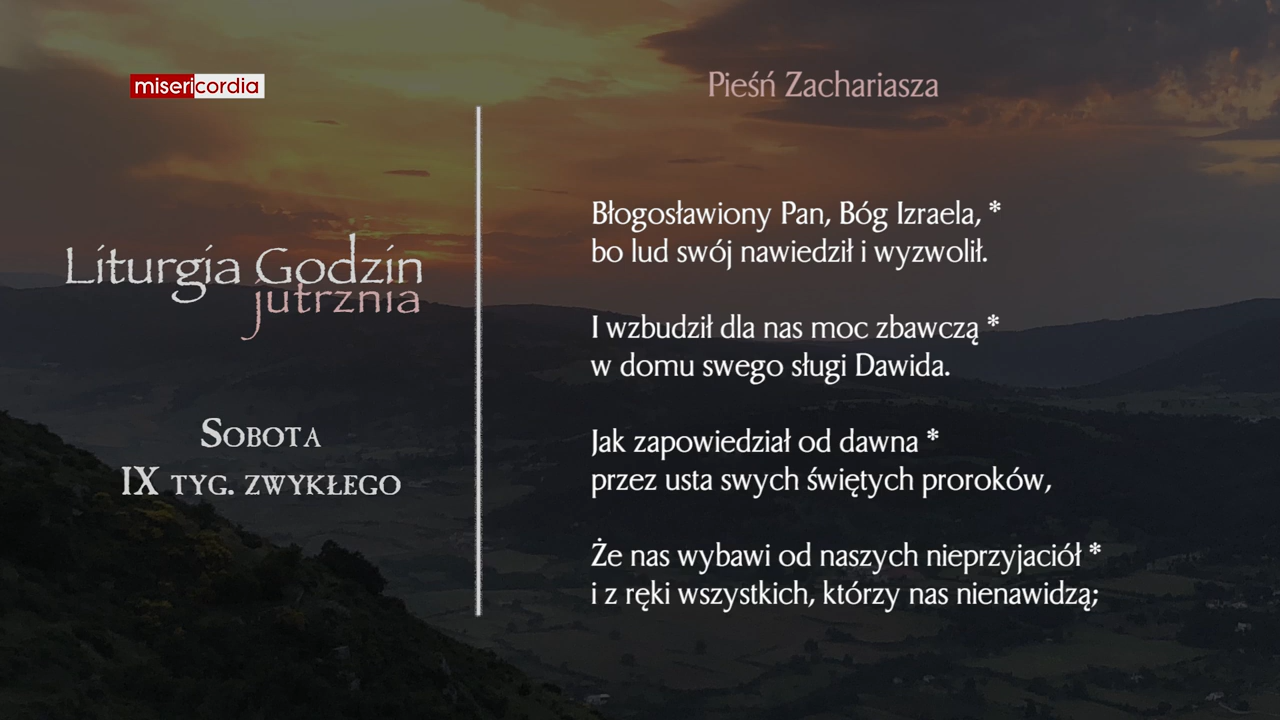 misericordia
Liturgia Godzin
jutrznia
Sobota
IX tyg. zwykłego
Pieśń Zachariasza
Błogosławiony Pan, Bóg Izraela, *
bo lud swój nawiedził i wyzwolił.
I wzbudził dla nas moc zbawczą *
w domu swego sługi Dawida.
Jak zapowiedział od dawna *
przez usta swych świętych proroków,
Że nas wybawi od naszych nieprzyjaciół *
i z ręki wszystkich, którzy nas nienawidzą;